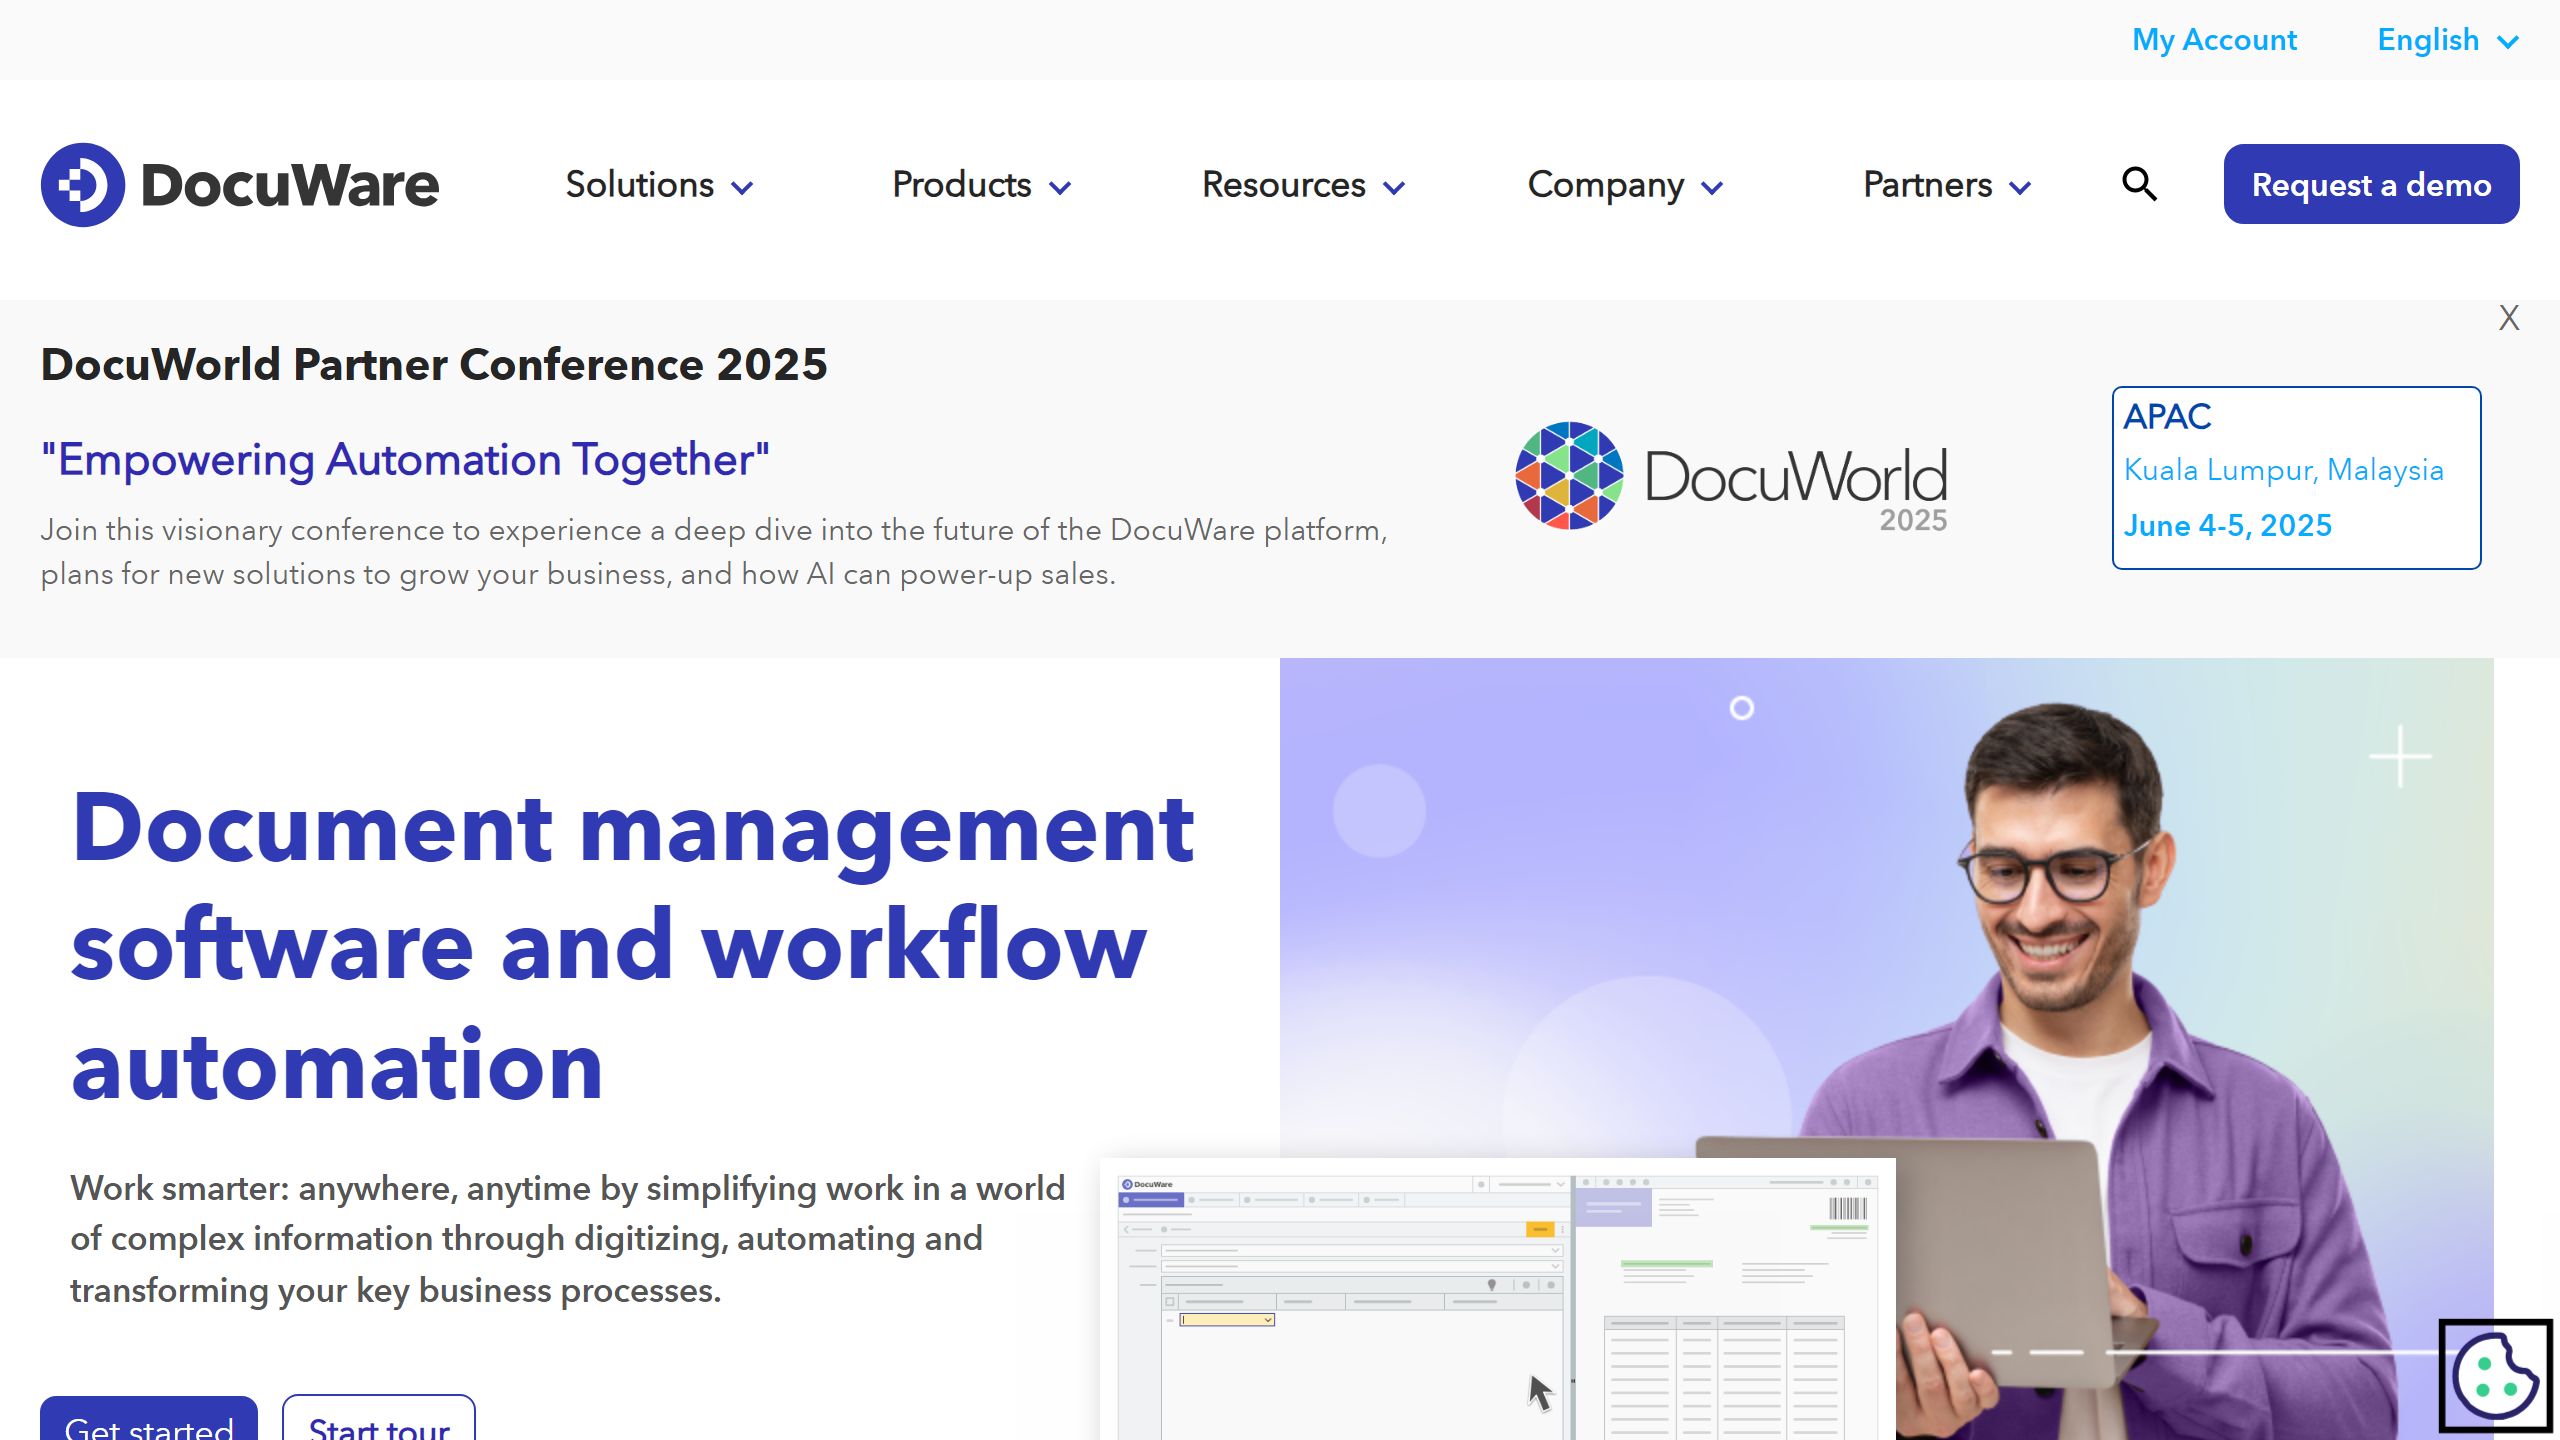 My Account
English
DocuWare
Solutions
Products
Resources
Company
Partners
Request a demo
X
DocuWorld Partner Conference 2025
"Empowering Automation Together"
Join this visionary conference to experience a deep dive into the future of the DocuWare platform,
plans for new solutions to grow your business, and how AI can power-up sales.
DocuWorld
2025
APAC
Kuala Lumpur, Malaysia
June 4-5, 2025
Document management
software and workflow
automation
Work smarter: anywhere, anytime by simplifying work in a world
of complex information through digitizing, automating and
transforming your key business processes.
Get started
Start tour
DocuWare